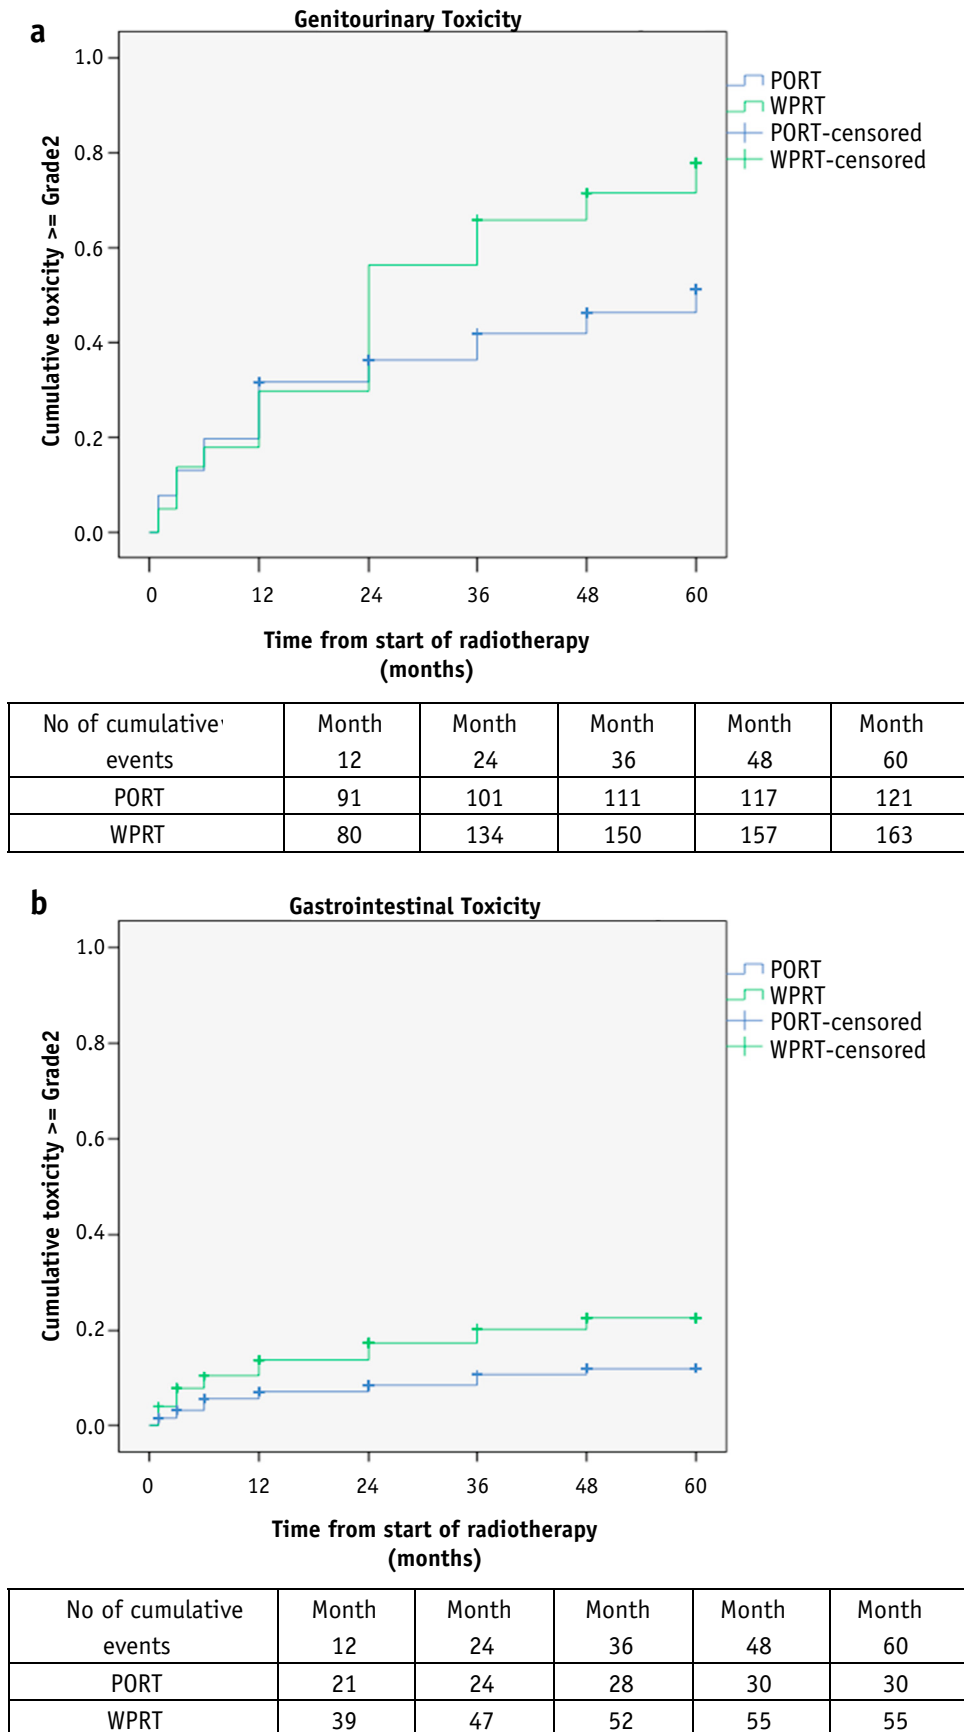 a
Genitourinary Toxicity
Cumulative toxicity >= Grade2
1.0
0.8
0.6
0.4
0.2
0.0
0 12 24 36 48 60
Time from start of radiotherapy
(months)
PORT
WPRT
PORT-censored
WPRT-censored
No of cumulative Month Month Month Month Month
events 12 24 36 48 60
PORT 91 101 111 117 121
WPRT 80 134 150 157 163
b
Gastrointestinal Toxicity
Cumulative toxicity >= Grade2
1.0
0.8
0.6
0.4
0.2
0.0
0 12 24 36 48 60
Time from start of radiotherapy
(months)
PORT
WPRT
PORT-censored
WPRT-censored
No of cumulative Month Month Month Month Month
events 12 24 36 48 60
PORT 21 24 28 30 30
WPRT 39 47 52 55 55